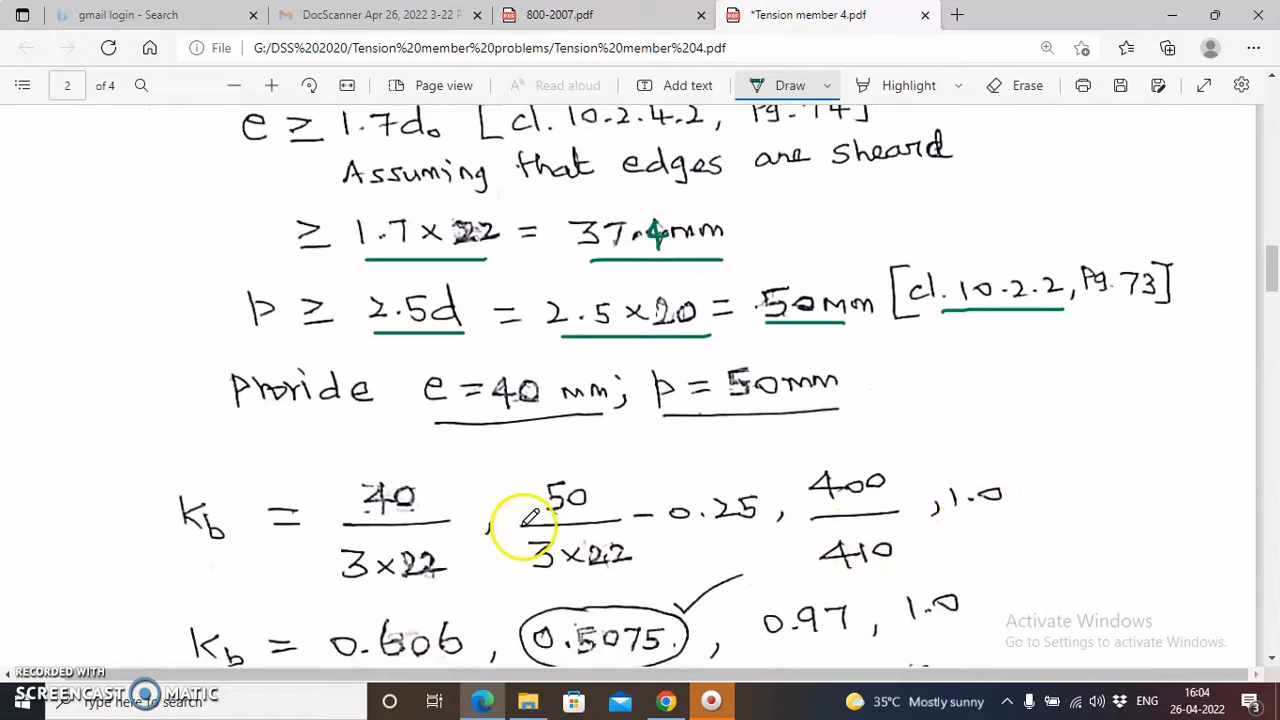 gmail login - Search
DocScanner Apr 26, 2022 3-22 P
800-2007.pdf
*Tension member 4.pdf
File
G:/DSS%202020/Tension%20member%20problems/Tension%20member%204.pdf
2 of 4
Page view
Read aloud
Add text
Draw
Highlight
Erase
e ≥ 1.7d₀ [cl. 10.2.4.2, Pg. 74]
Assuming that edges are sheard
≥ 1.7 × 22 = 37.4mm
p ≥ 2.5d = 2.5 × 20 = 50mm [cl. 10.2.2, Pg. 73]
Provide e = 40 mm; p = 50mm
kb = 40/3×22, 50/3×22 - 0.25, 400/410, 1.0
kb = 0.606, 0.5075, 0.97, 1.0
Activate Windows
Go to Settings to activate Windows.
RECORDED WITH
SCREENCAST MATIC
Type here to search
35°C Mostly sunny
ENG
16:04
26-04-2022
3